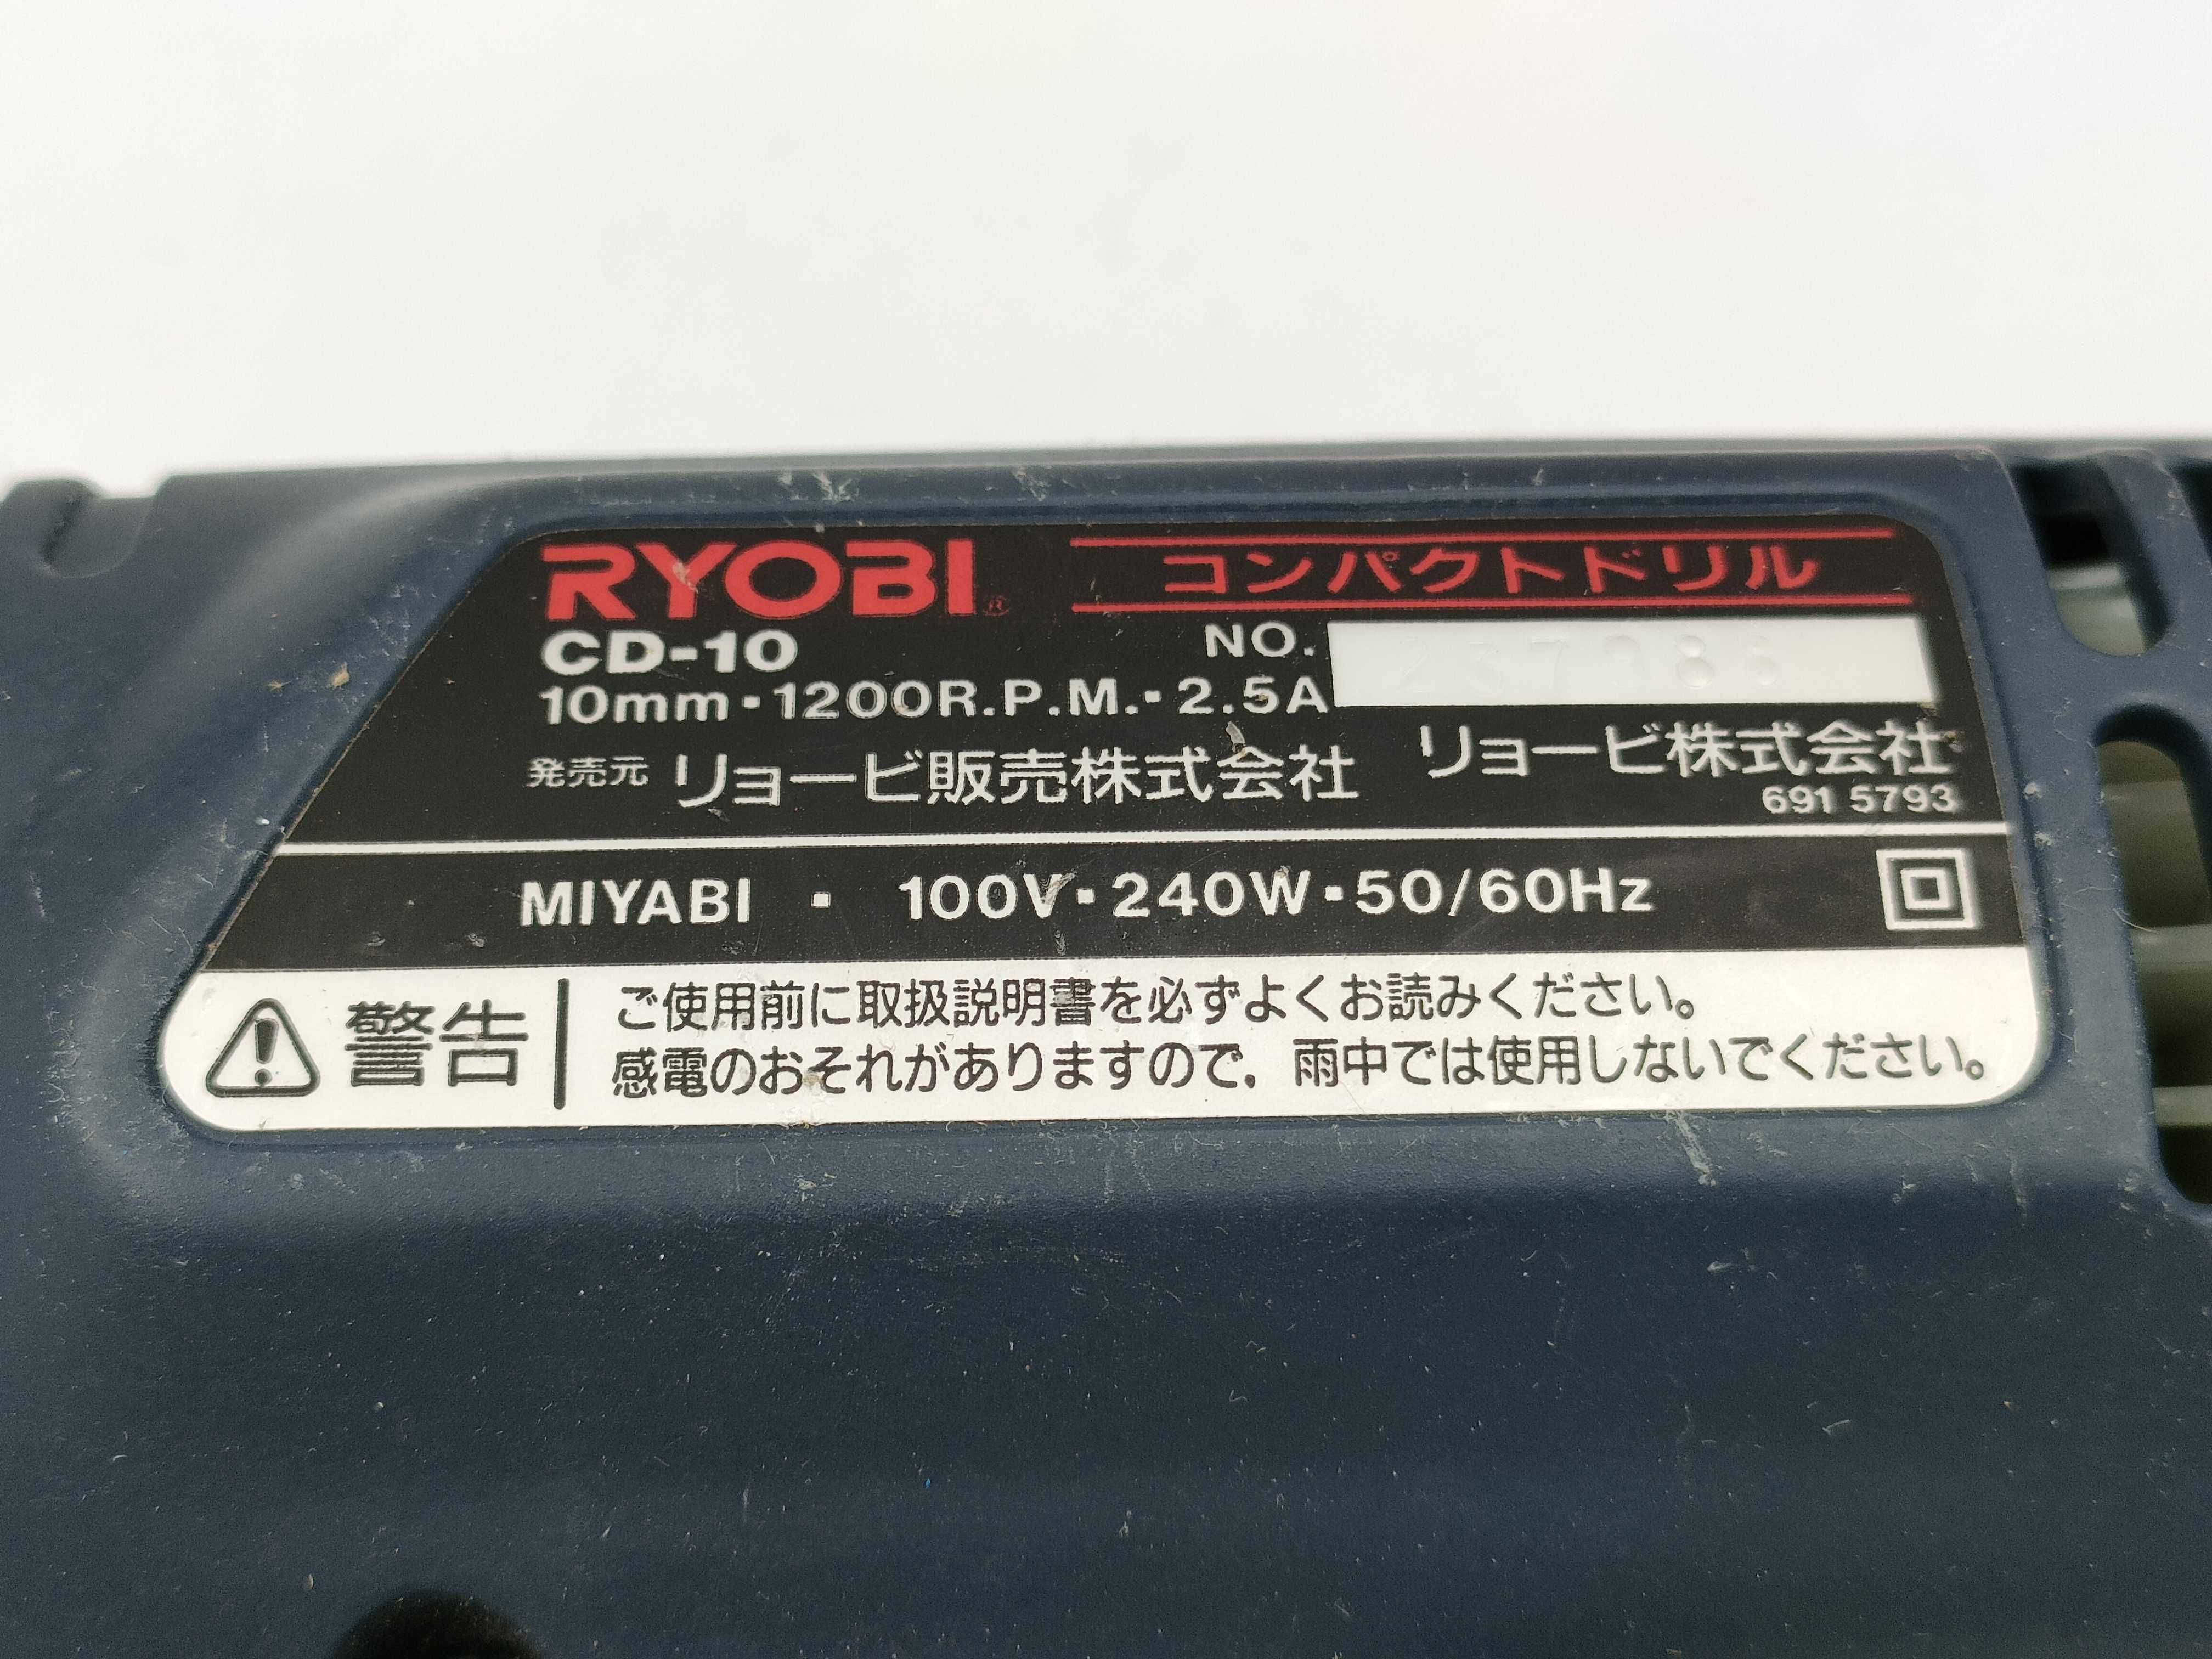 RYOBI® コンパクトドリル
CD-10 NO.
10mm・1200R.P.M.・2.5A
発売元 リョービ販売株式会社 リョービ株式会社
691 5793
MIYABI ・ 100V・240W・50/60Hz
警告
ご使用前に取扱説明書を必ずよくお読みください。
感電のおそれがありますので、雨中では使用しないでください。